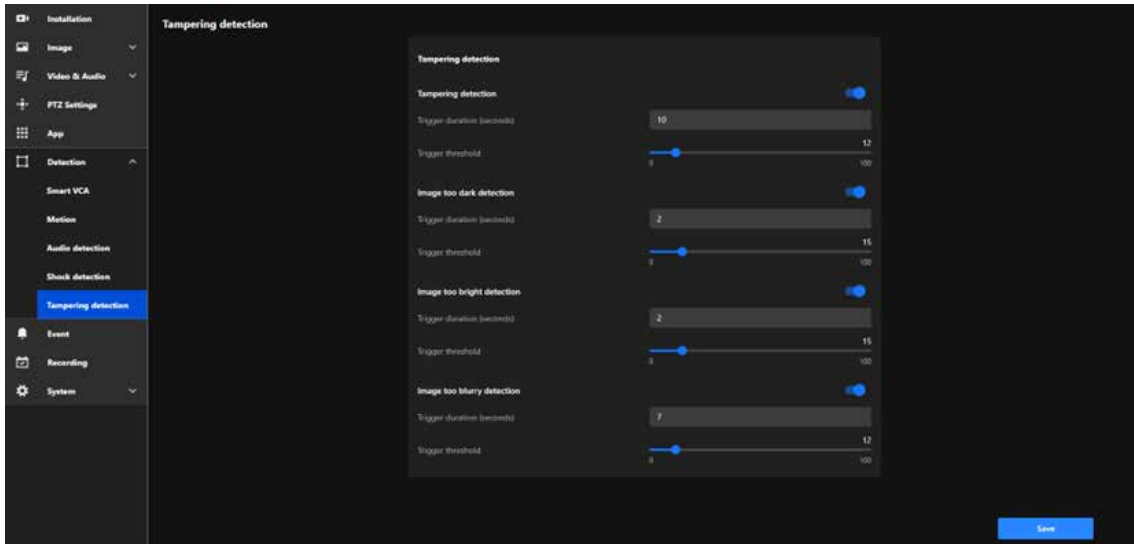 Installation
Image
Video & Audio
PTZ Settings
App
Detection
Smart VCA
Motion
Audio detection
Shock detection
Tampering detection
Event
Recording
System
Tampering detection
Tampering detection
Tampering detection
Trigger duration (seconds)
10
Trigger threshold
12
0
100
Image too dark detection
Trigger duration (seconds)
2
Trigger threshold
15
0
100
Image too bright detection
Trigger duration (seconds)
2
Trigger threshold
15
0
100
Image too blurry detection
Trigger duration (seconds)
7
Trigger threshold
12
0
100
Save